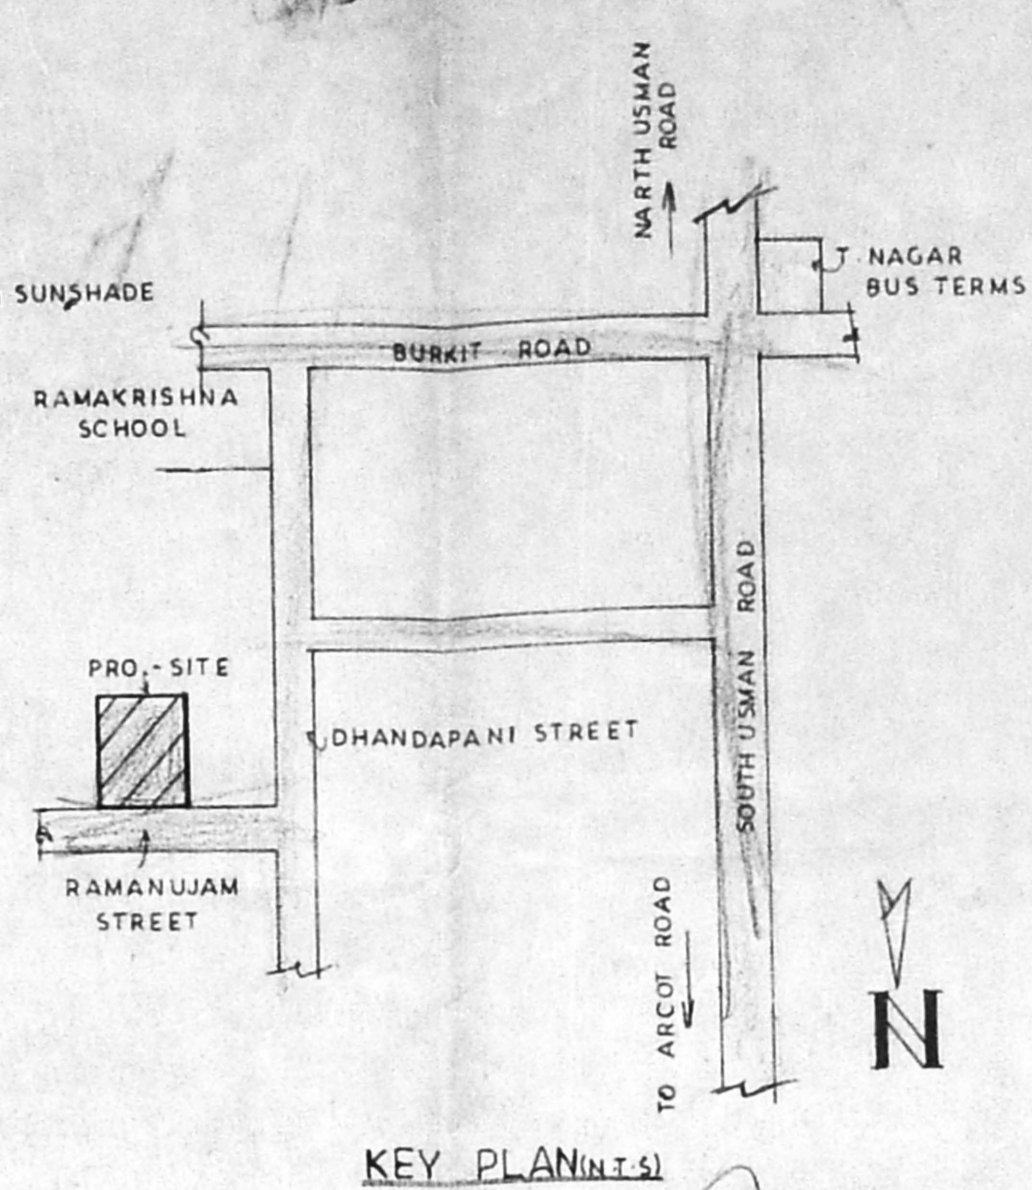 NARTH USMAN
ROAD
T. NAGAR
BUS TERMS
SUNSHADE
BURKIT ROAD
RAMAKRISHNA
SCHOOL
SOUTH USMAN ROAD
PRO.-SITE
DHANDAPANI STREET
RAMANUJAM
STREET
TO ARCOT ROAD
N
KEY PLAN (N.T.S)